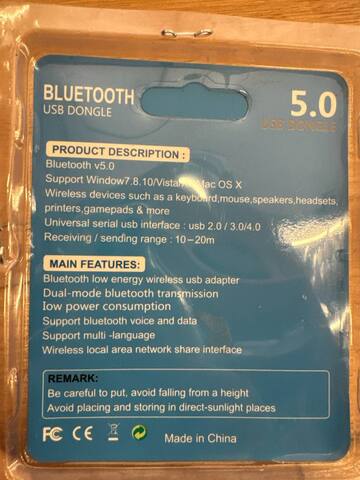 BLUETOOTH
USB DONGLE
5.0
USB DONGLE
PRODUCT DESCRIPTION :
Bluetooth v5.0
Support Window7.8.10/Vista/ Mac OS X
Wireless devices such as a keyboard,mouse,speakers,headsets,
printers,gamepads & more
Universal serial usb interface : usb 2.0 / 3.0/4.0
Receiving / sending range : 10-20m
MAIN FEATURES:
Bluetooth low energy wireless usb adapter
Dual-mode bluetooth transmission
low power consumption
Support bluetooth voice and data
Support multi -language
Wireless local area network share interface
REMARK:
Be careful to put, avoid falling from a height
Avoid placing and storing in direct-sunlight places
FC CE Made in China